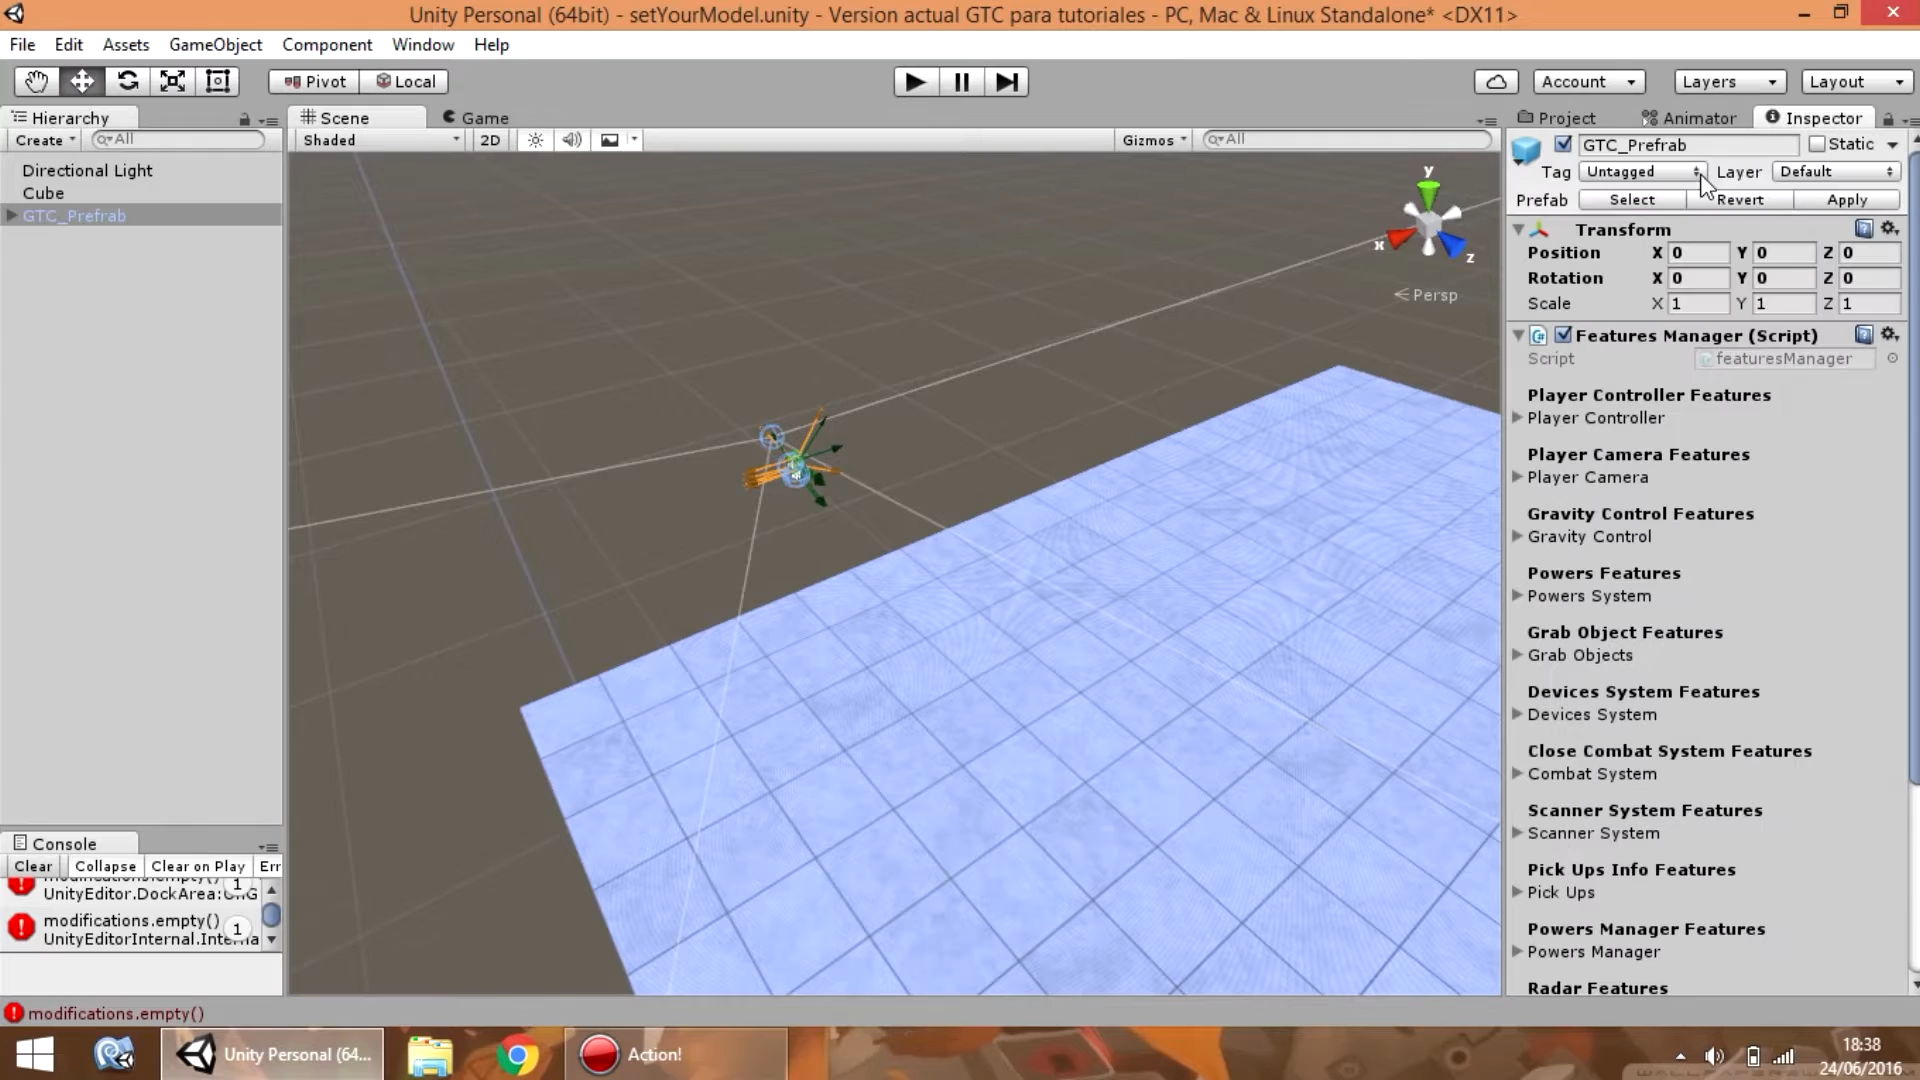 Unity Personal (64bit) - setYourModel.unity - Version actual GTC para tutoriales - PC, Mac & Linux Standalone* <DX11>
File Edit Assets GameObject Component Window Help
Pivot Local Account Layers Layout
Hierarchy
Create All
Directional Light
Cube
GTC_Prefrab
Scene Game
Shaded 2D Gizmos All
y
x
z
Persp
Project Animator Inspector
GTC_Prefrab Static
Tag Untagged Layer Default
Prefab Select Revert Apply
Transform
Position X 0 Y 0 Z 0
Rotation X 0 Y 0 Z 0
Scale X 1 Y 1 Z 1
Features Manager (Script)
Script featuresManager
Player Controller Features
Player Controller
Player Camera Features
Player Camera
Gravity Control Features
Gravity Control
Powers Features
Powers System
Grab Object Features
Grab Objects
Devices System Features
Devices System
Close Combat System Features
Combat System
Scanner System Features
Scanner System
Pick Ups Info Features
Pick Ups
Powers Manager Features
Powers Manager
Radar Features
Console
Clear Collapse Clear on Play Err
modifications.empty() 1
UnityEditor.DockArea:OnG
modifications.empty() 1
UnityEditorInternal.Interna
modifications.empty()
Unity Personal (64...
Action!
18:38
24/06/2016